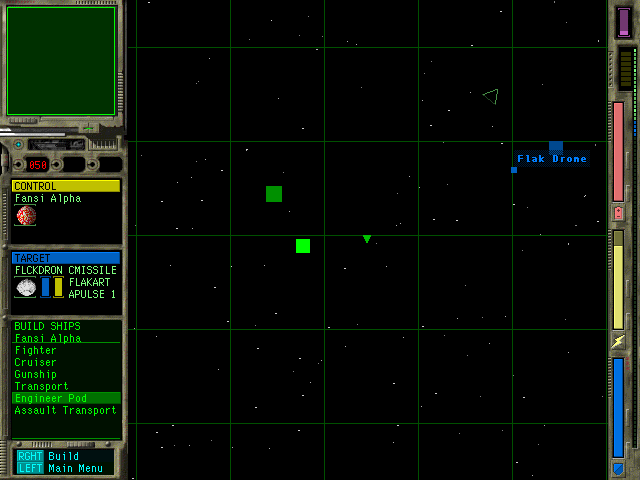 050
CONTROL
Fansi Alpha
TARGET
FLCKDRON CMISSILE
FLAKART
APULSE 1
BUILD SHIPS
Fansi Alpha
Fighter
Cruiser
Gunship
Transport
Engineer Pod
Assault Transport
RGHT Build
LEFT Main Menu
Flak Drone